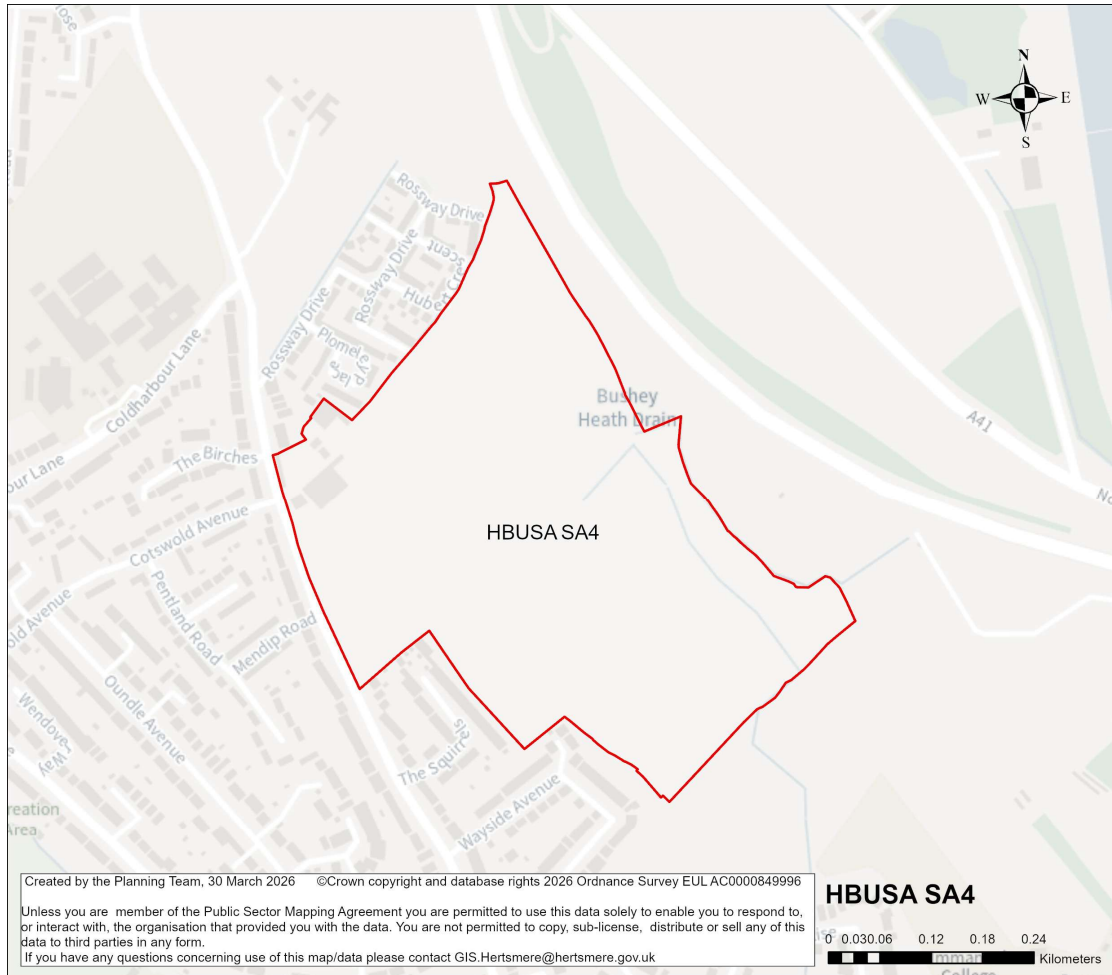 N
W E
S
Rossway Drive
Rossway Drive
Hubert Crescent
Rossway Drive
Plomeley Place
Coldharbour Lane
our Lane
The Birches
Cotswold Avenue
old Avenue
Pentland Road
Mendip Road
Oundle Avenue
Wendover Way
The Squirrels
Wayside Avenue
reation
Area
Bushey
Heath Drain
A41
HBUSA SA4
Created by the Planning Team, 30 March 2026 ©Crown copyright and database rights 2026 Ordnance Survey EUL AC0000849996
Unless you are member of the Public Sector Mapping Agreement you are permitted to use this data solely to enable you to respond to,
or interact with, the organisation that provided you with the data. You are not permitted to copy, sub-license, distribute or sell any of this
data to third parties in any form.
If you have any questions concerning use of this map/data please contact GIS.Hertsmere@hertsmere.gov.uk
HBUSA SA4
0 0.03 0.06 0.12 0.18 0.24
Kilometers